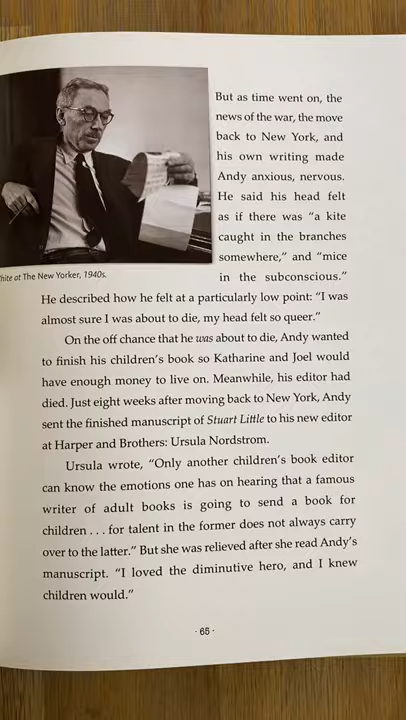 But as time went on, the
news of the war, the move
back to New York, and
his own writing made
Andy anxious, nervous.
He said his head felt
as if there was “a kite
caught in the branches
somewhere,” and “mice
in the subconscious.”
hite at The New Yorker, 1940s.
He described how he felt at a particularly low point: “I was
almost sure I was about to die, my head felt so queer.”
On the off chance that he was about to die, Andy wanted
to finish his children’s book so Katharine and Joel would
have enough money to live on. Meanwhile, his editor had
died. Just eight weeks after moving back to New York, Andy
sent the finished manuscript of Stuart Little to his new editor
at Harper and Brothers: Ursula Nordstrom.
Ursula wrote, “Only another children’s book editor
can know the emotions one has on hearing that a famous
writer of adult books is going to send a book for
children . . . for talent in the former does not always carry
over to the latter.” But she was relieved after she read Andy’s
manuscript. “I loved the diminutive hero, and I knew
children would.”
· 65 ·